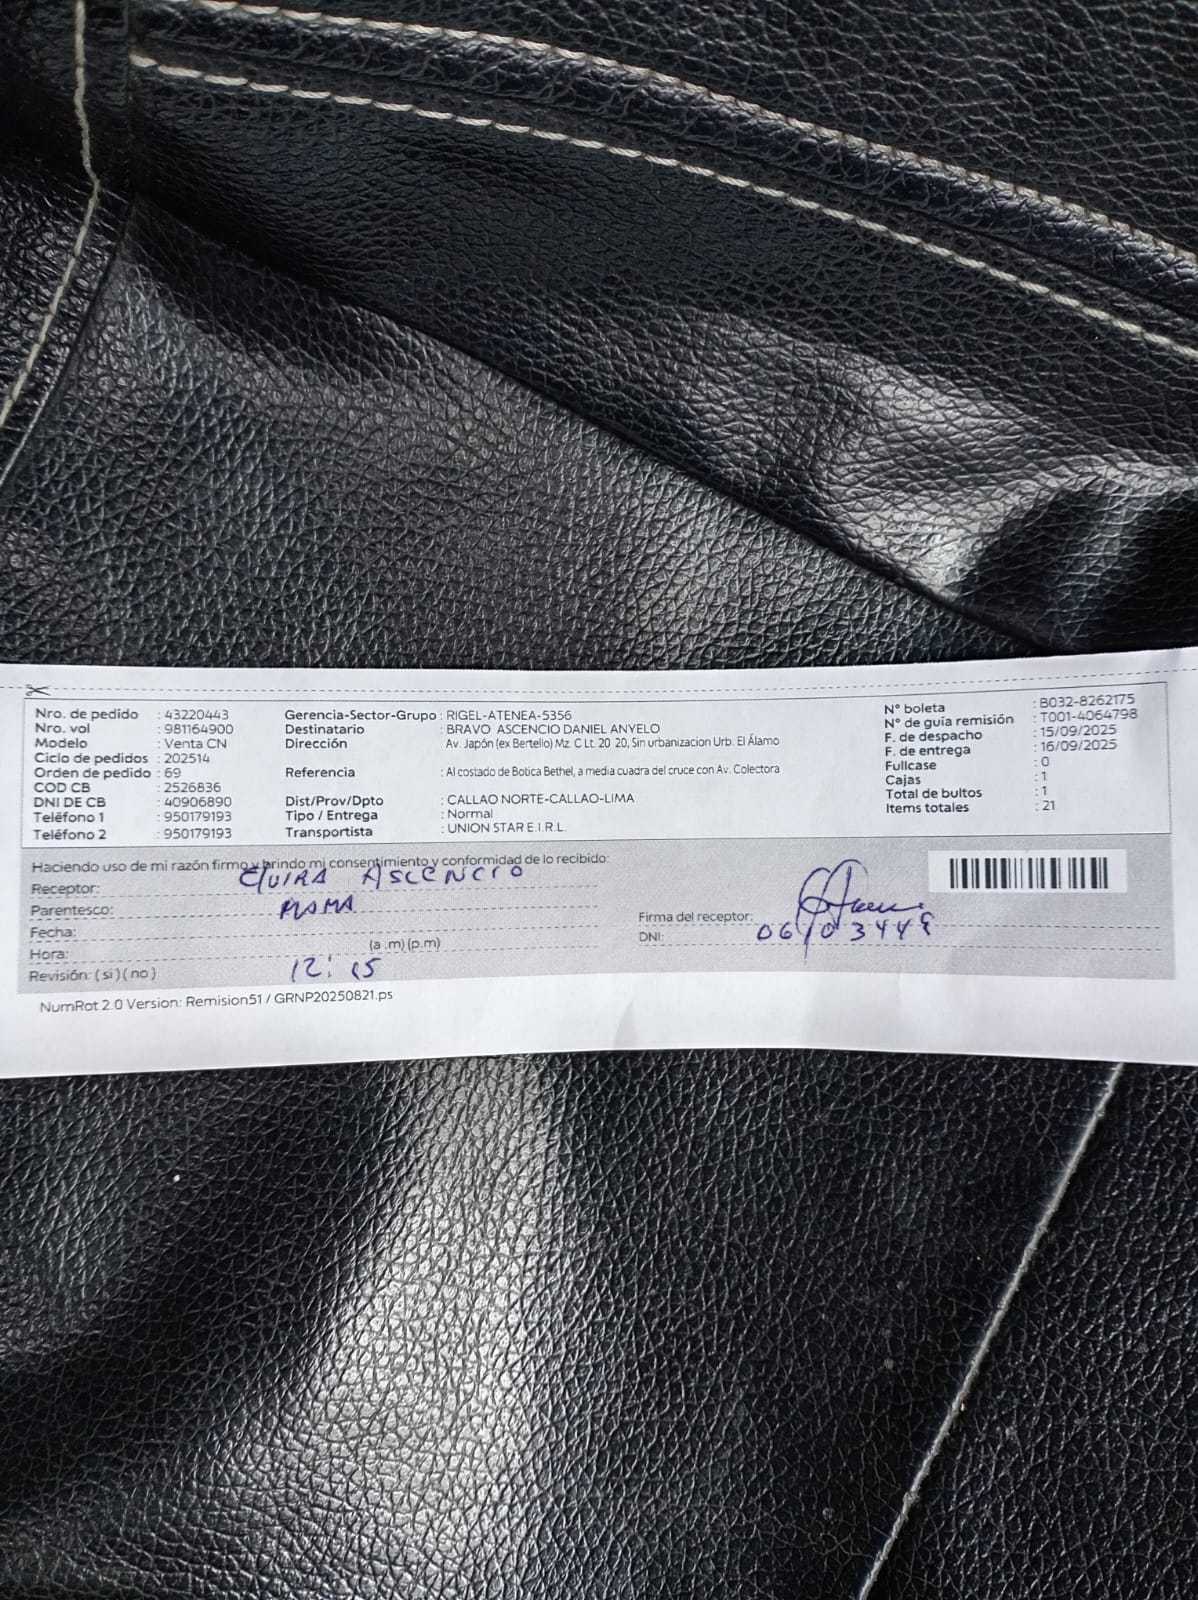 Nro. de pedido : 43220443
Nro. vol : 981164900
Modelo : Venta CN
Ciclo de pedidos : 202514
Orden de pedido : 69
COD CB : 2526836
DNI DE CB : 40906890
Teléfono 1 : 950179193
Teléfono 2 : 950179193
Gerencia-Sector-Grupo : RIGEL-ATENEA-5356
Destinatario : BRAVO ASCENCIO DANIEL ANYELO
Dirección : Av. Japón (ex Bertello) Mz. C Lt. 20 20, Sin urbanizacion Urb. El Álamo
Referencia : Al costado de Botica Bethel, a media cuadra del cruce con Av. Colectora
Dist/Prov/Dpto : CALLAO NORTE-CALLAO-LIMA
Tipo / Entrega : Normal
Transportista : UNION STAR E.I.R.L.
N° boleta : B032-8262175
N° de guía remisión : T001-4064798
F. de despacho : 15/09/2025
F. de entrega : 16/09/2025
Fullcase : 0
Cajas : 1
Total de bultos : 1
Items totales : 21
Haciendo uso de mi razón firmo y brindo mi consentimiento y conformidad de lo recibido:
Receptor: ELVIRA ASCENCIO
Parentesco: MAMA
Fecha:
Hora: (a .m) (p.m)
12:15
Revisión: ( si ) ( no )
Firma del receptor:
DNI:
NumRot 2.0 Version: Remision51 / GRNP20250821.ps